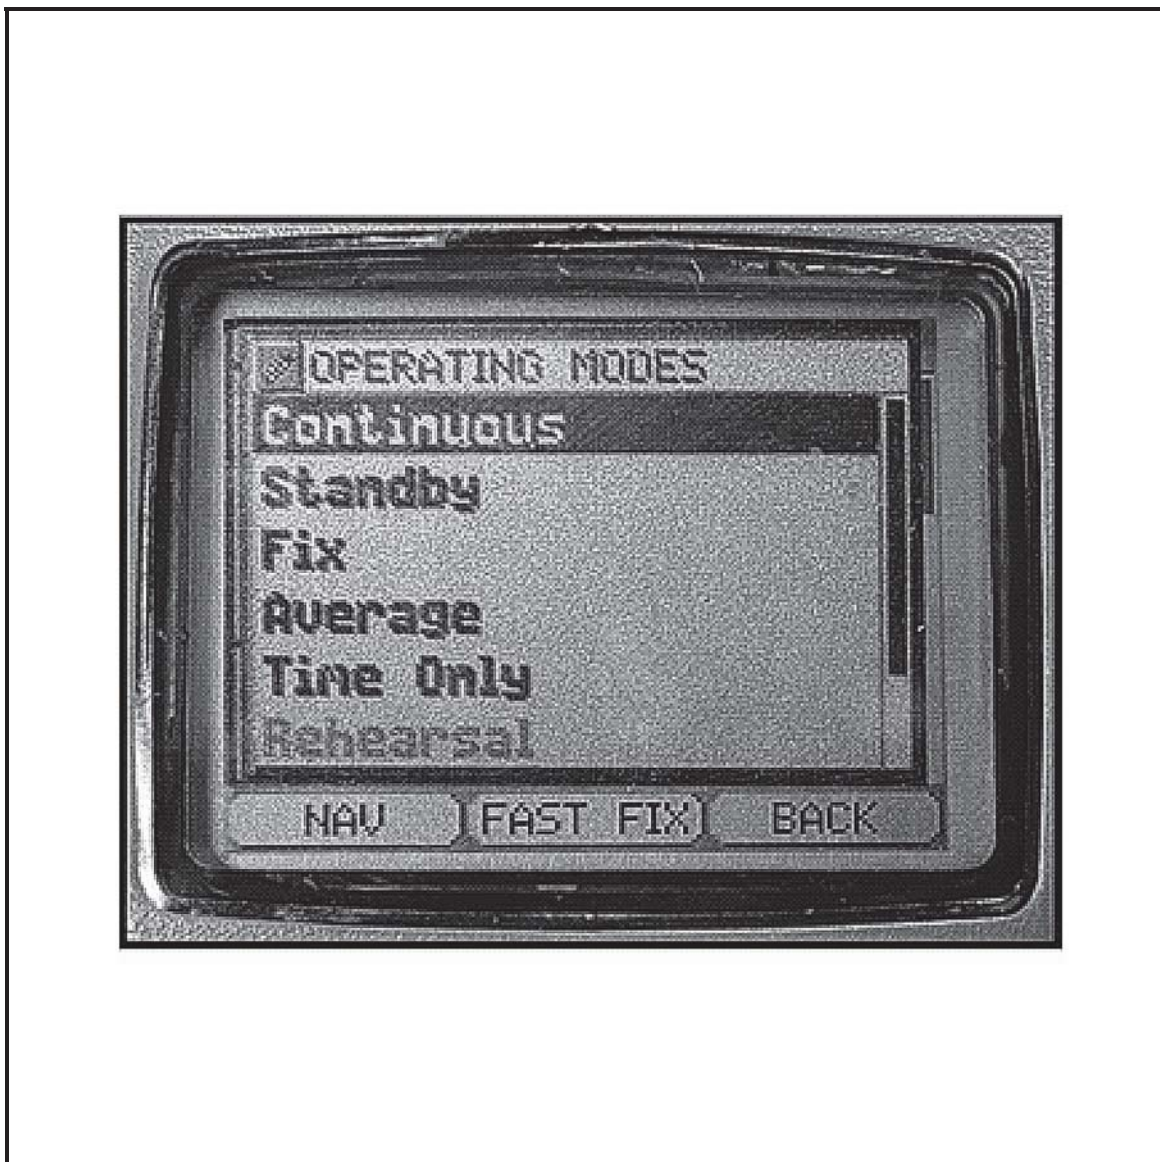 OPERATING MODES
Continuous
Standby
Fix
Average
Time Only
Rehearsal
NAV FAST FIX BACK